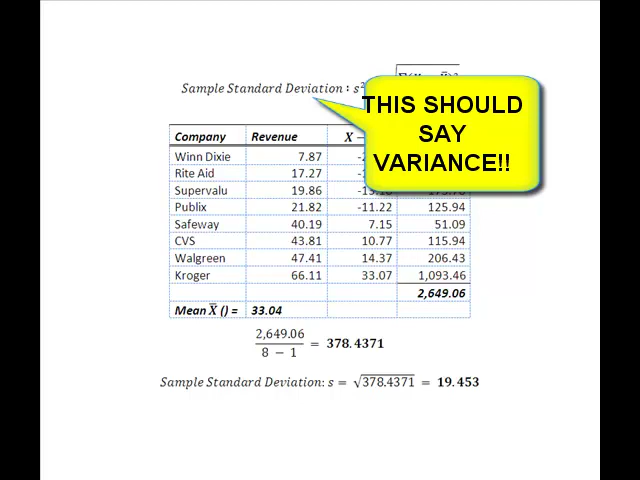 Sample Standard Deviation : s²
THIS SHOULD
SAY
VARIANCE!!
Company Revenue X −
Winn Dixie 7.87
Rite Aid 17.27
Supervalu 19.86
Publix 21.82 -11.22 125.94
Safeway 40.19 7.15 51.09
CVS 43.81 10.77 115.94
Walgreen 47.41 14.37 206.43
Kroger 66.11 33.07 1,093.46
2,649.06
Mean X̅ () = 33.04
2,649.06
8 − 1
= 378.4371
Sample Standard Deviation: s = √378.4371 = 19.453